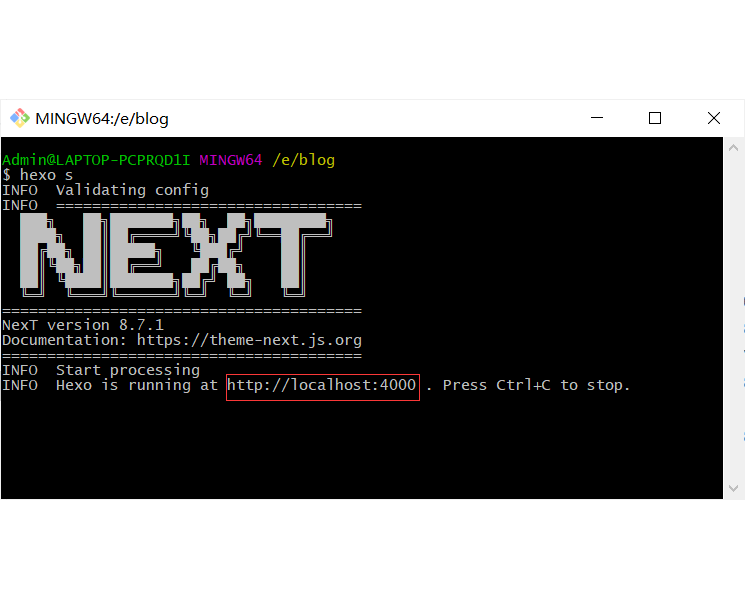 MINGW64:/e/blog
Admin@LAPTOP-PCPRQD1I MINGW64 /e/blog
$ hexo s
INFO  Validating config
INFO  ==================================
NEXT
========================================
NexT version 8.7.1
Documentation: https://theme-next.js.org
========================================
INFO  Start processing
INFO  Hexo is running at http://localhost:4000 . Press Ctrl+C to stop.